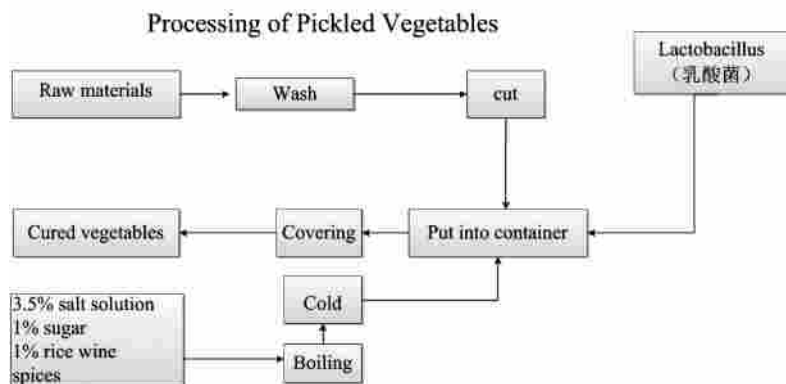 Processing of Pickled Vegetables
Lactobacillus
（乳酸菌）
Raw materials
Wash
cut
Cured vegetables
Covering
Put into container
Cold
3.5% salt solution
1% sugar
1% rice wine
spices
Boiling